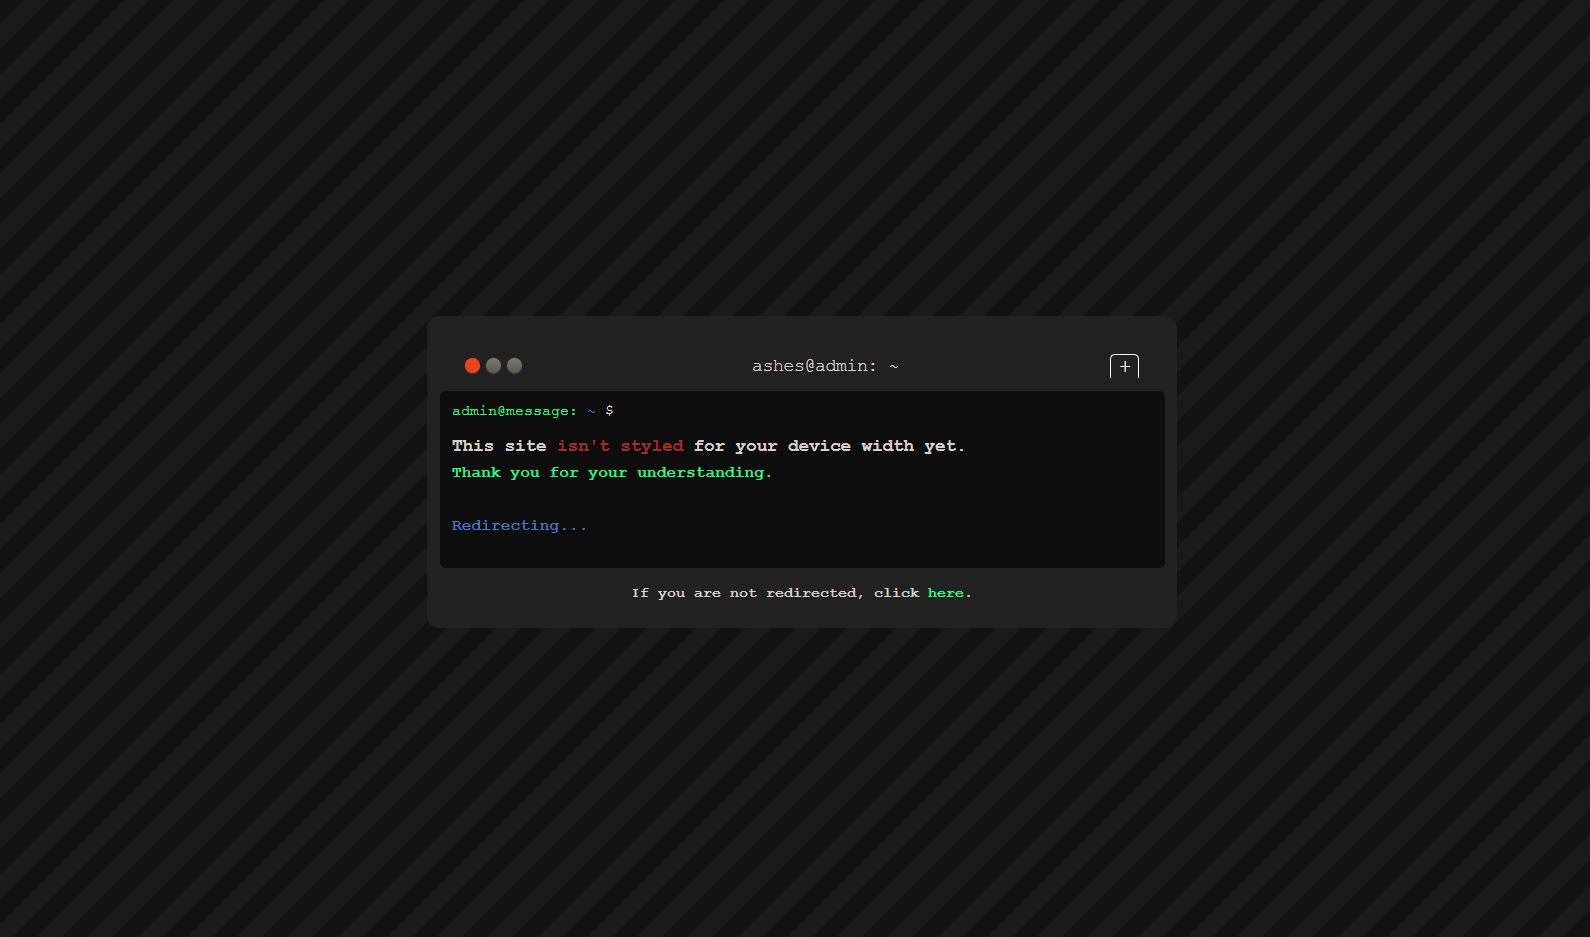 ashes@admin: ~
+
admin@message: ~ $
This site isn't styled for your device width yet.
Thank you for your understanding.
Redirecting...
If you are not redirected, click here.